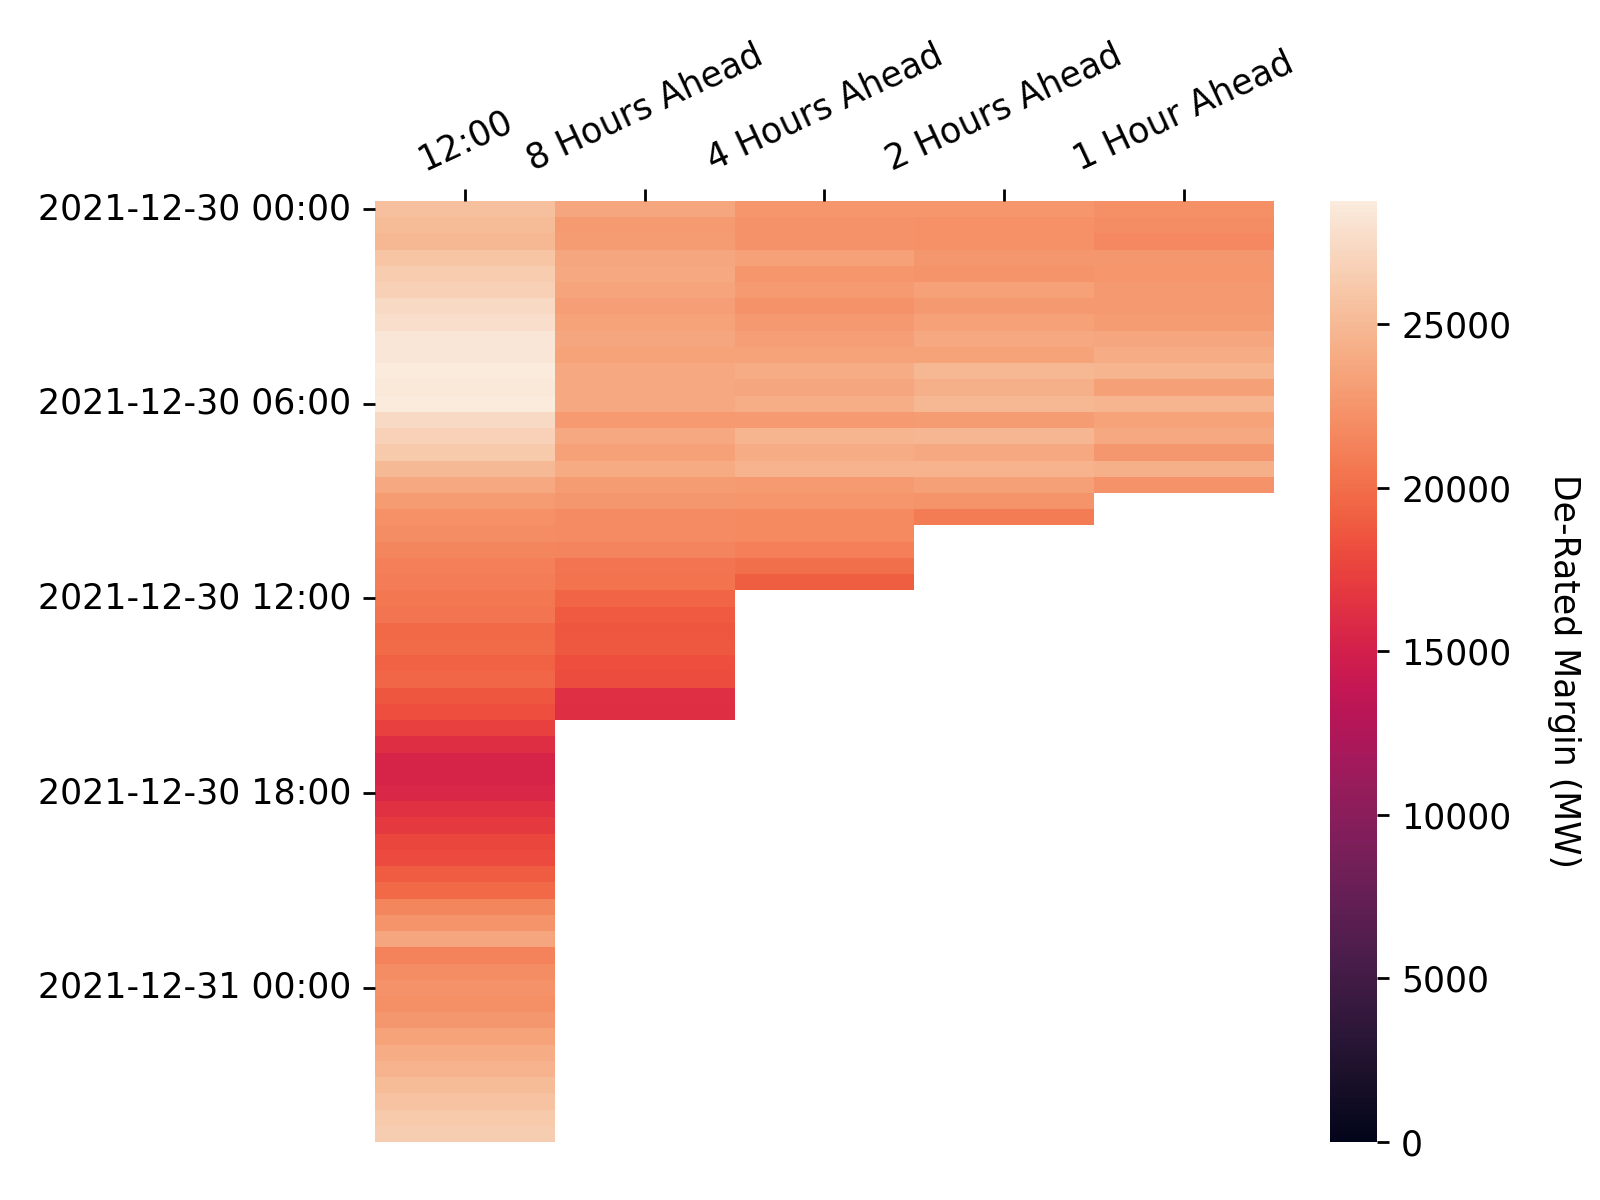 12:00
8 Hours Ahead
4 Hours Ahead
2 Hours Ahead
1 Hour Ahead
2021-12-30 00:00
2021-12-30 06:00
2021-12-30 12:00
2021-12-30 18:00
2021-12-31 00:00
25000
20000
15000
10000
5000
0
De-Rated Margin (MW)